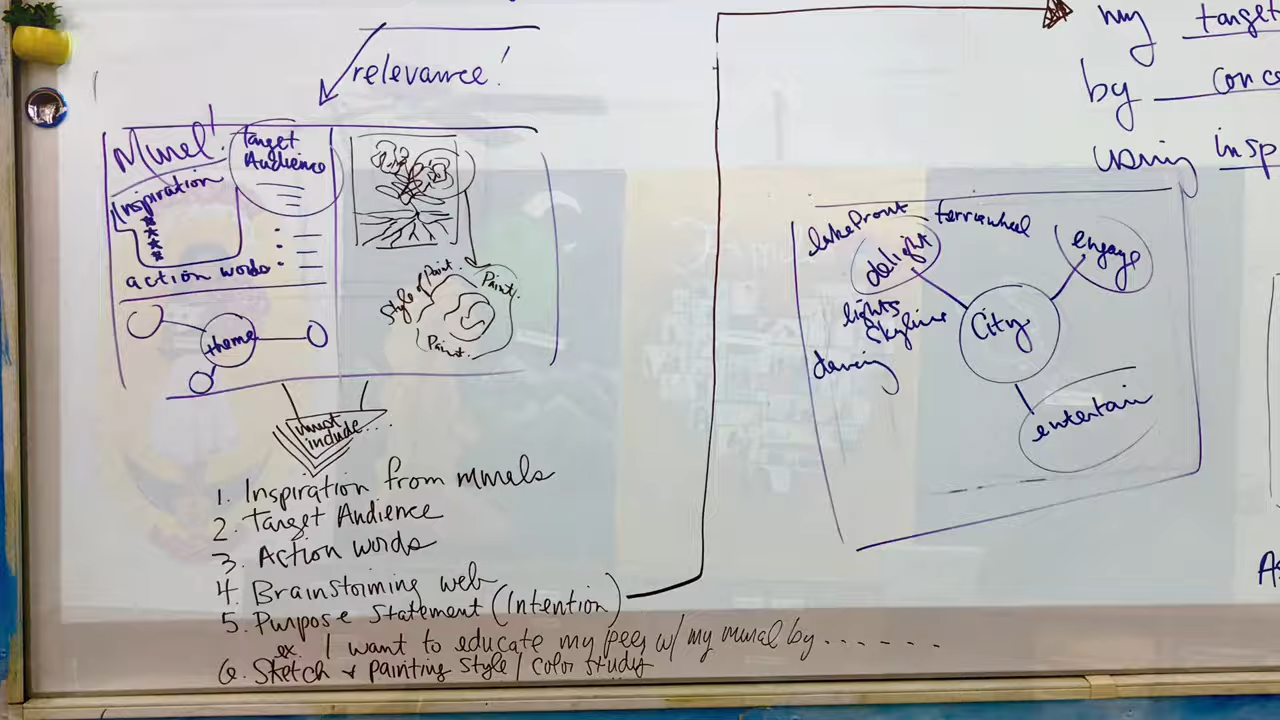 relevance!
Mural!
Target
Audience
Inspiration
action words
theme
Style of Paint.
Paint.
Paint.
must
include...
1. Inspiration from murals
2. Target Audience
3. Action words
4. Brainstorming web
5. Purpose Statement (Intention)
ex. I want to educate my peers w/ my mural by ......
6. Sketch & painting style / color study
my target
by conce
using insp
lakefront ferriswheel
delight
engage
lights
skyline
City
dancing
entertain